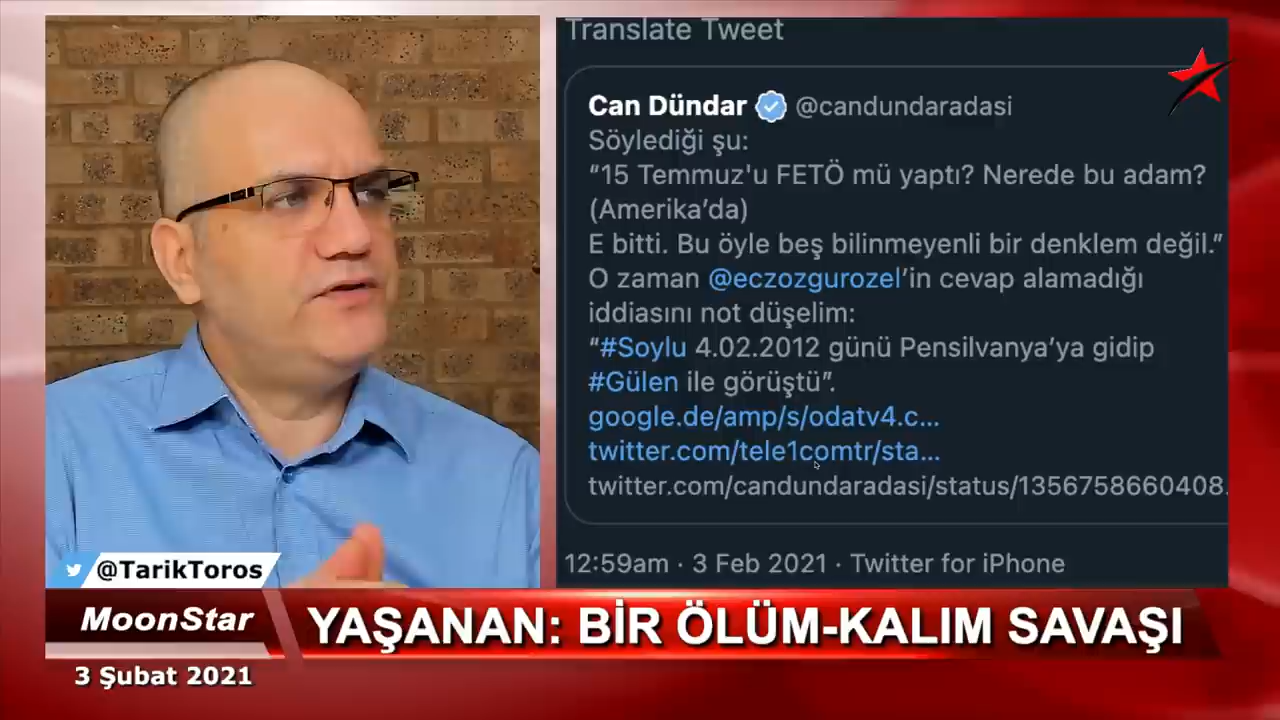 Translate Tweet
Can Dündar @candundaradasi
Söylediği şu:
“15 Temmuz'u FETÖ mü yaptı? Nerede bu adam?
(Amerika’da)
E bitti. Bu öyle beş bilinmeyenli bir denklem değil.”
O zaman @eczozgurozel’in cevap alamadığı
iddiasını not düşelim:
“#Soylu 4.02.2012 günü Pensilvanya’ya gidip
#Gülen ile görüştü”.
google.de/amp/s/odatv4.c...
twitter.com/tele1comtr/sta...
twitter.com/candundaradasi/status/1356758660408.
12:59am · 3 Feb 2021 · Twitter for iPhone
@TarikToros
MoonStar
YAŞANAN: BİR ÖLÜM-KALIM SAVAŞI
3 Şubat 2021